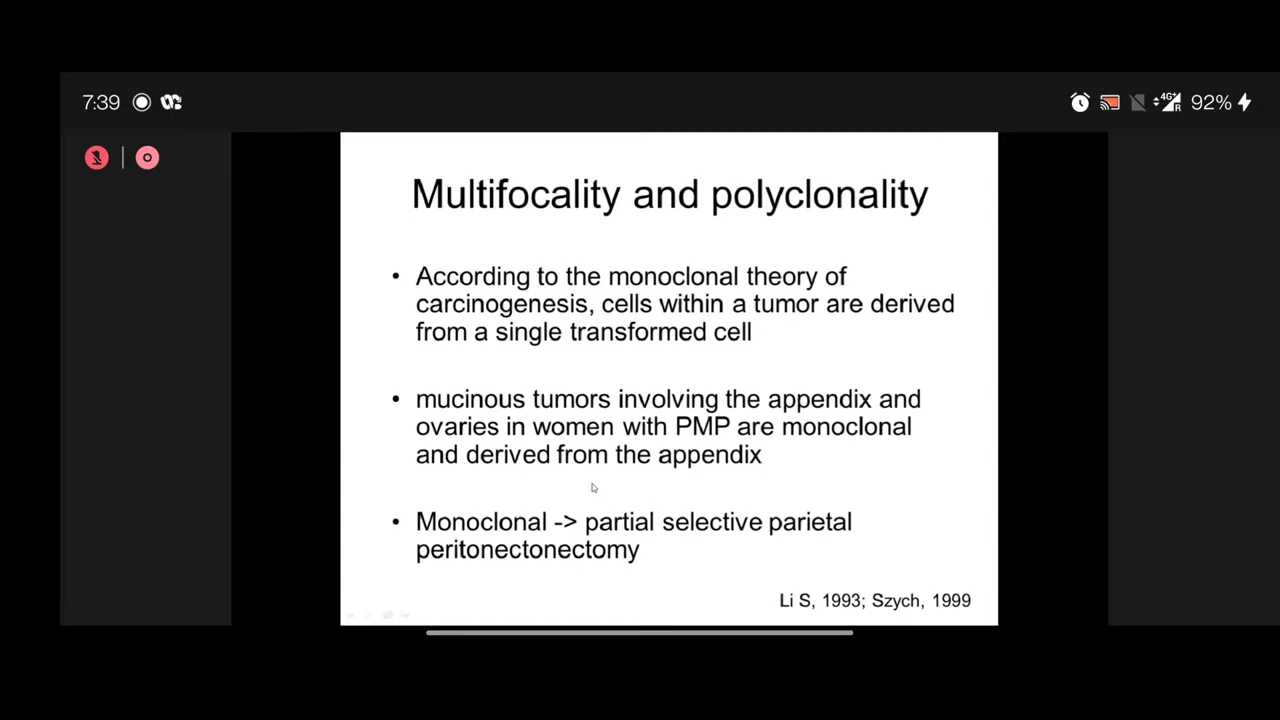 7:39
4G+
R
92%
Multifocality and polyclonality
• According to the monoclonal theory of
carcinogenesis, cells within a tumor are derived
from a single transformed cell
• mucinous tumors involving the appendix and
ovaries in women with PMP are monoclonal
and derived from the appendix
• Monoclonal -> partial selective parietal
peritonectonectomy
Li S, 1993; Szych, 1999